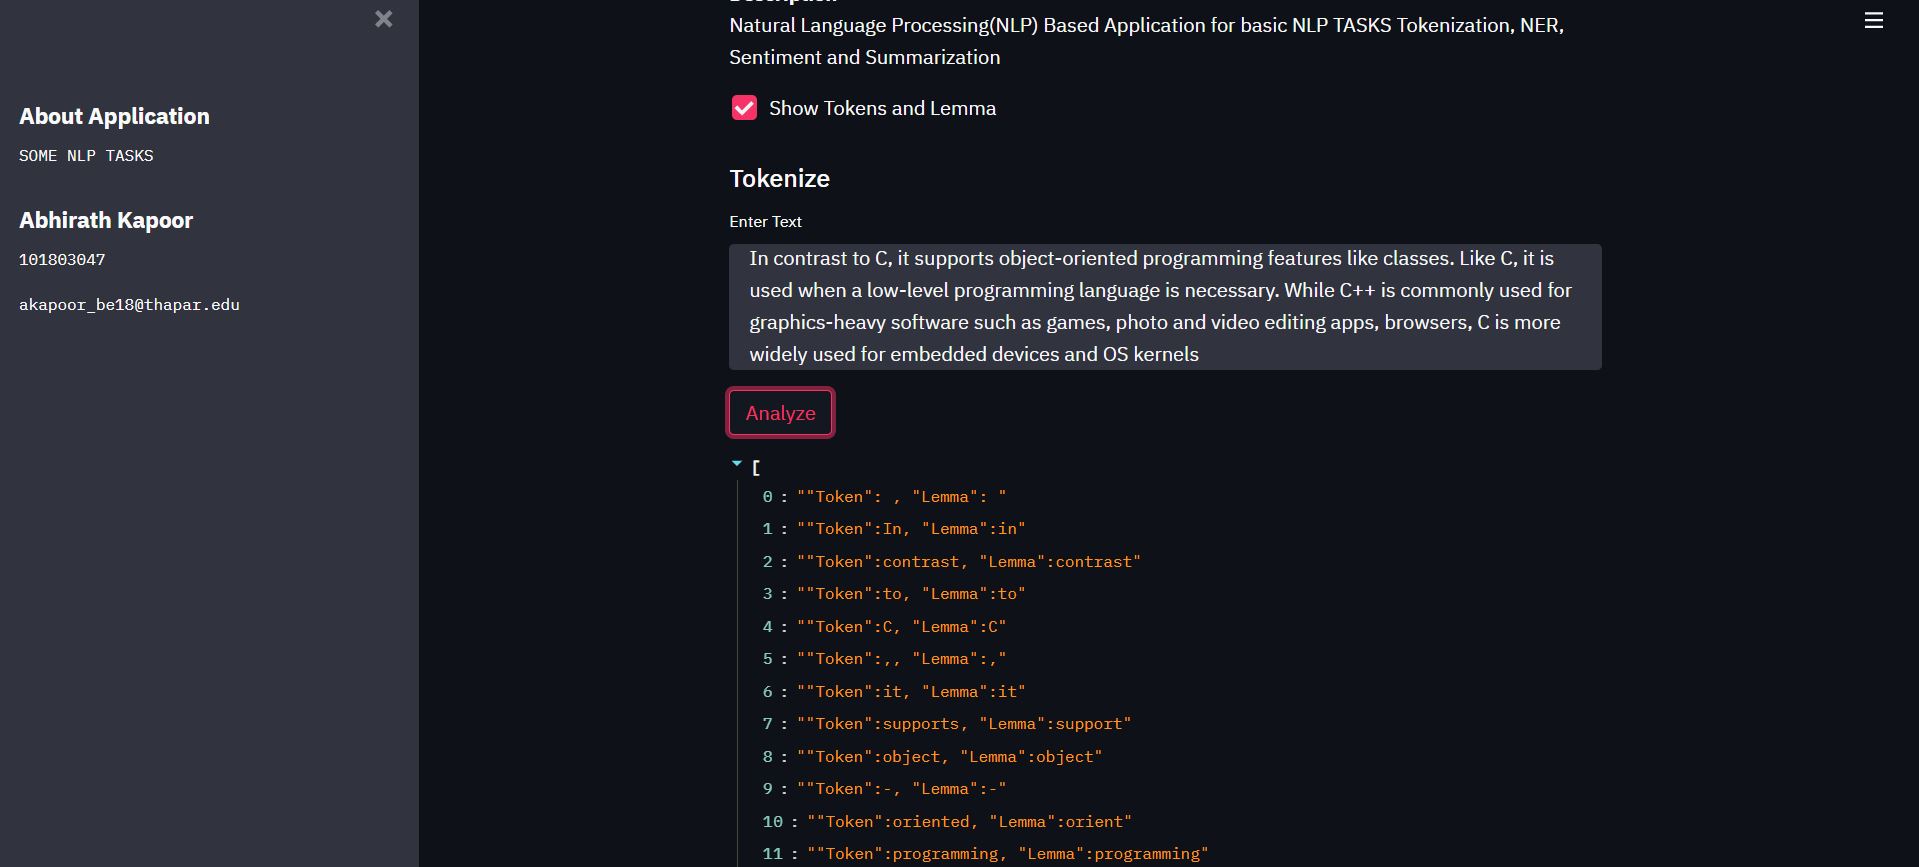 About Application
SOME NLP TASKS
Abhirath Kapoor
101803047
akapoor_be18@thapar.edu
Description
Natural Language Processing(NLP) Based Application for basic NLP TASKS Tokenization, NER,
Sentiment and Summarization
Show Tokens and Lemma
Tokenize
Enter Text
In contrast to C, it supports object-oriented programming features like classes. Like C, it is
used when a low-level programming language is necessary. While C++ is commonly used for
graphics-heavy software such as games, photo and video editing apps, browsers, C is more
widely used for embedded devices and OS kernels
Analyze
[
0 : ""Token": , "Lemma": "
1 : ""Token":In, "Lemma":in"
2 : ""Token":contrast, "Lemma":contrast"
3 : ""Token":to, "Lemma":to"
4 : ""Token":C, "Lemma":C"
5 : ""Token":,, "Lemma":,"
6 : ""Token":it, "Lemma":it"
7 : ""Token":supports, "Lemma":support"
8 : ""Token":object, "Lemma":object"
9 : ""Token":-, "Lemma":-"
10 : ""Token":oriented, "Lemma":orient"
11 : ""Token":programming, "Lemma":programming"